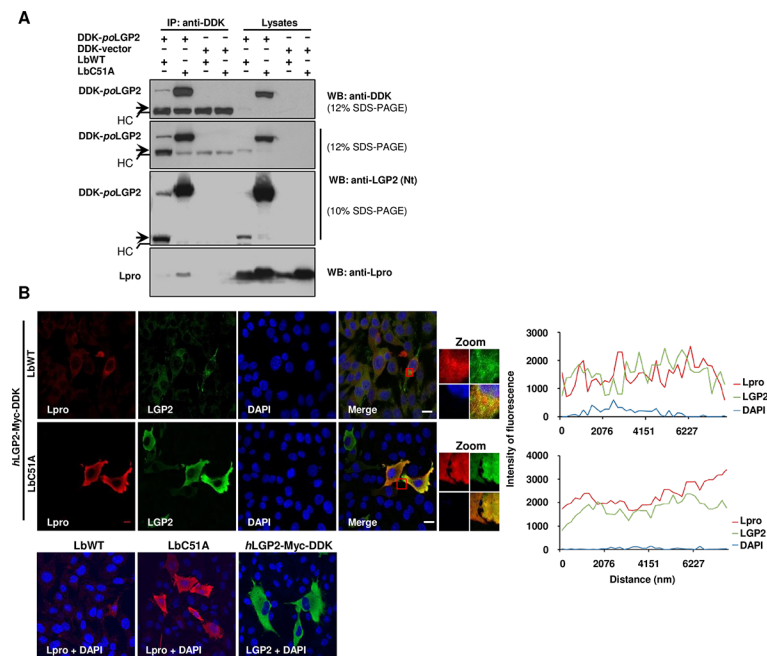 A
IP: anti-DDK Lysates
DDK-poLGP2 + + - - + + - -
DDK-vector - - + + - - + +
LbWT + - + - + - + -
LbC51A - + - + - + - +
DDK-poLGP2
HC
WB: anti-DDK
(12% SDS-PAGE)
DDK-poLGP2
HC
(12% SDS-PAGE)
WB: anti-LGP2 (Nt)
DDK-poLGP2
HC
(10% SDS-PAGE)
Lpro
WB: anti-Lpro
B
hLGP2-Myc-DDK
LbWT
Lpro
LGP2
DAPI
Merge
Zoom
LbC51A
Lpro
LGP2
DAPI
Merge
Zoom
LbWT
LbC51A
hLGP2-Myc-DDK
Lpro + DAPI
Lpro + DAPI
LGP2 + DAPI
Intensity of fluorescence
3000
2000
1000
0
0 2076 4151 6227
Lpro
LGP2
DAPI
4000
3000
2000
1000
0
0 2076 4151 6227
Distance (nm)
Lpro
LGP2
DAPI